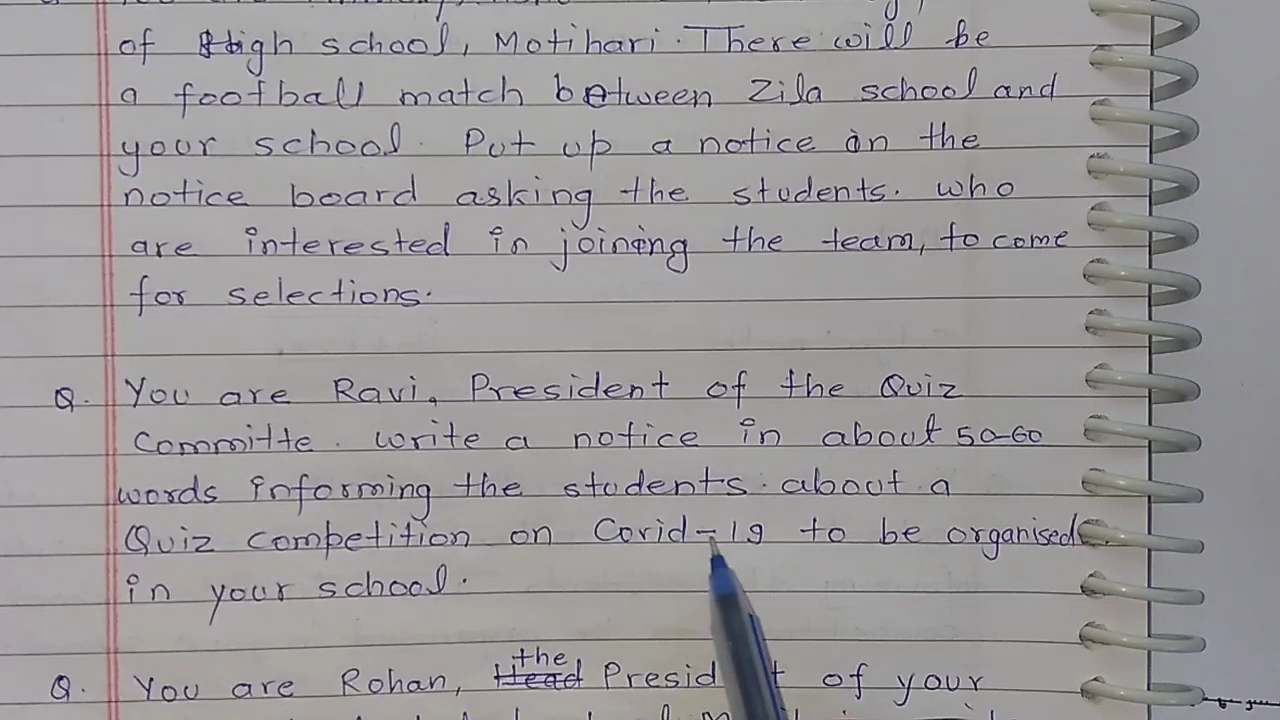 of High school, Motihari. There will be
a football match between Zila school and
your school. Put up a notice on the
notice board asking the students. who
are interested in joining the team, to come
for selections.
Q. You are Ravi, President of the Quiz
Committe. write a notice in about 50-60
words informing the students. about a
Quiz competition on Covid-19 to be organised
in your school.
the
Q. You are Rohan, Head President of your